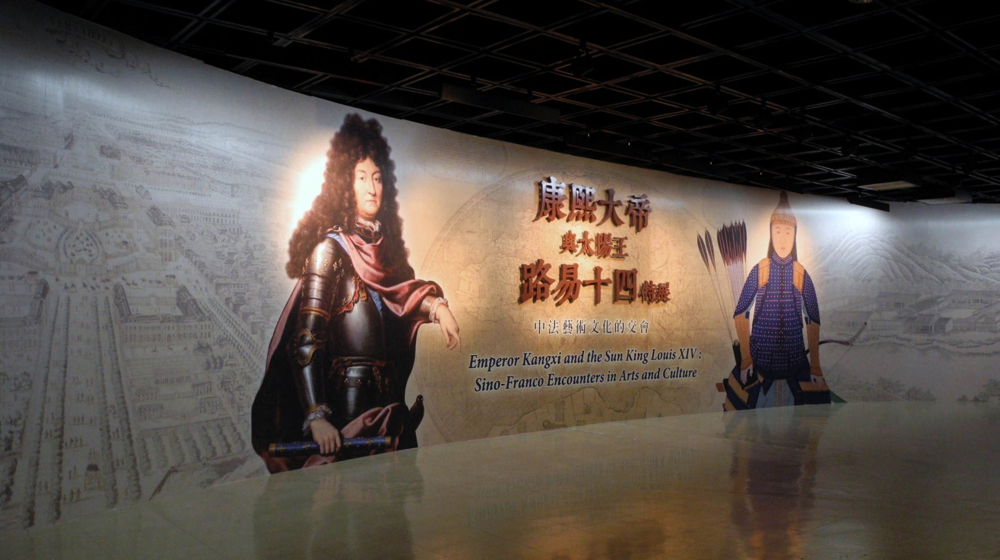 VERSAILLES
康熙大帝
與太陽王
路易十四 特展
中法藝術文化的交會
Emperor Kangxi and the Sun King Louis XIV :
Sino-Franco Encounters in Arts and Culture